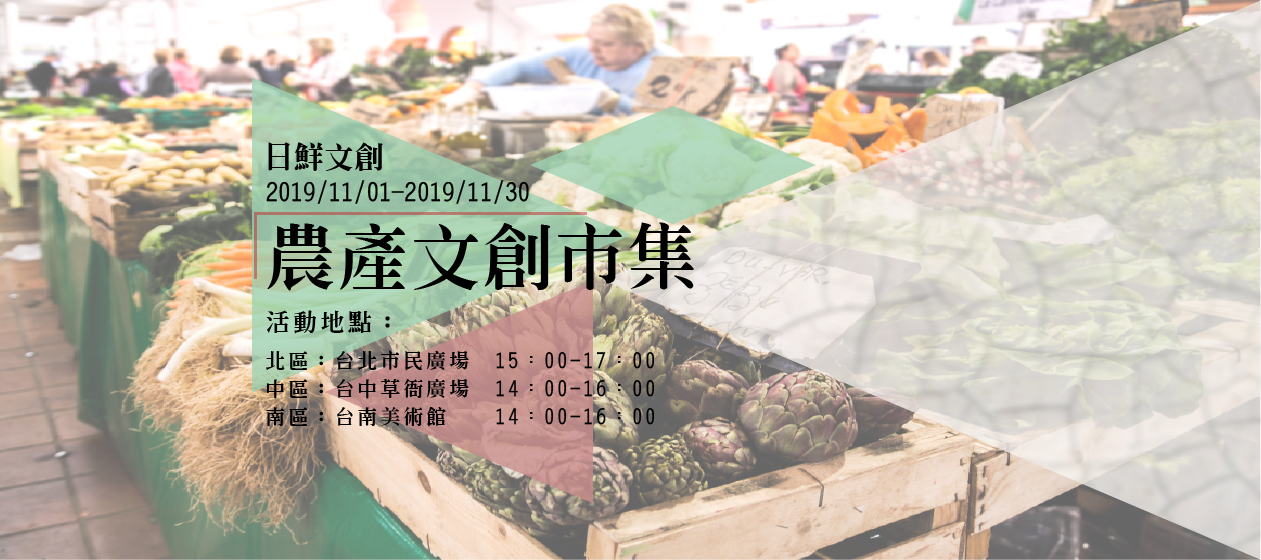 日鮮文創
2019/11/01-2019/11/30
農產文創市集
活動地點：
北區：台北市民廣場 15：00-17：00
中區：台中草衙廣場 14：00-16：00
南區：台南美術館 14：00-16：00